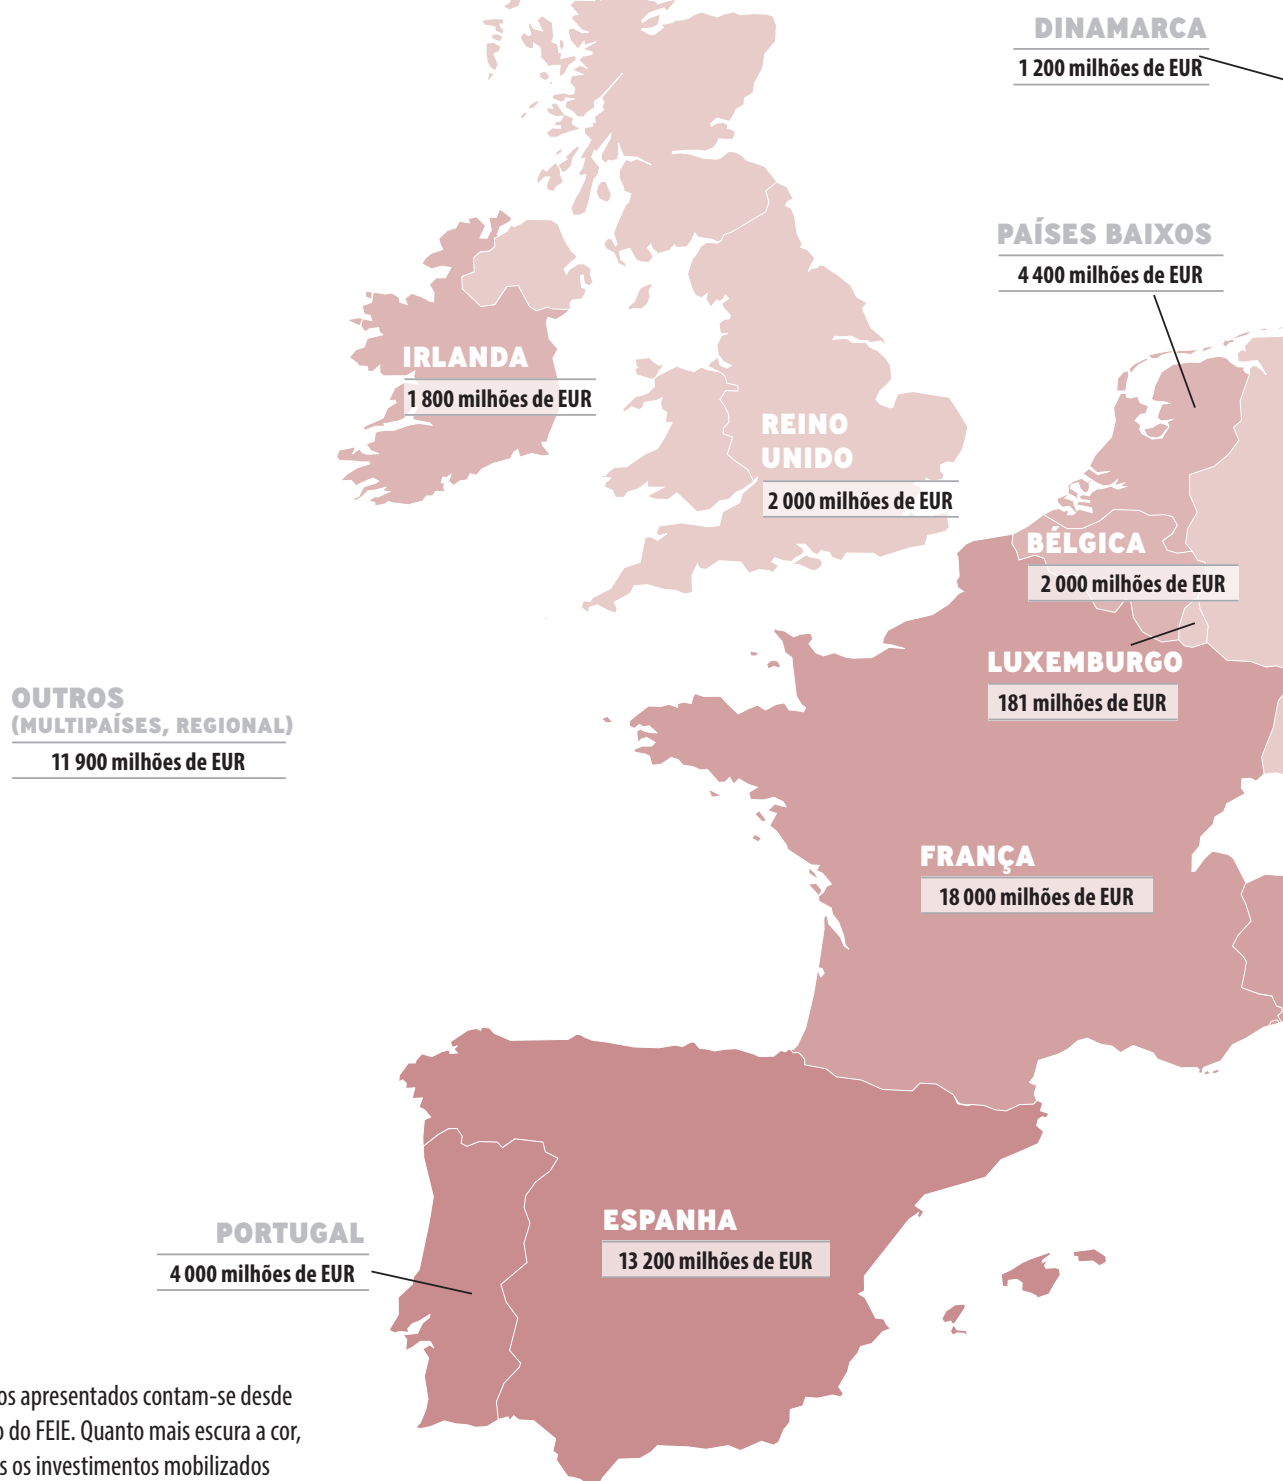 DINAMARCA
1 200 milhões de EUR
PAÍSES BAIXOS
4 400 milhões de EUR
IRLANDA
1 800 milhões de EUR
REINO
UNIDO
2 000 milhões de EUR
BÉLGICA
2 000 milhões de EUR
LUXEMBURGO
181 milhões de EUR
OUTROS
(MULTIPAÍSES, REGIONAL)
11 900 milhões de EUR
FRANÇA
18 000 milhões de EUR
ESPANHA
13 200 milhões de EUR
PORTUGAL
4 000 milhões de EUR
os apresentados contam-se desde
o do FEIE. Quanto mais escura a cor,
s os investimentos mobilizados